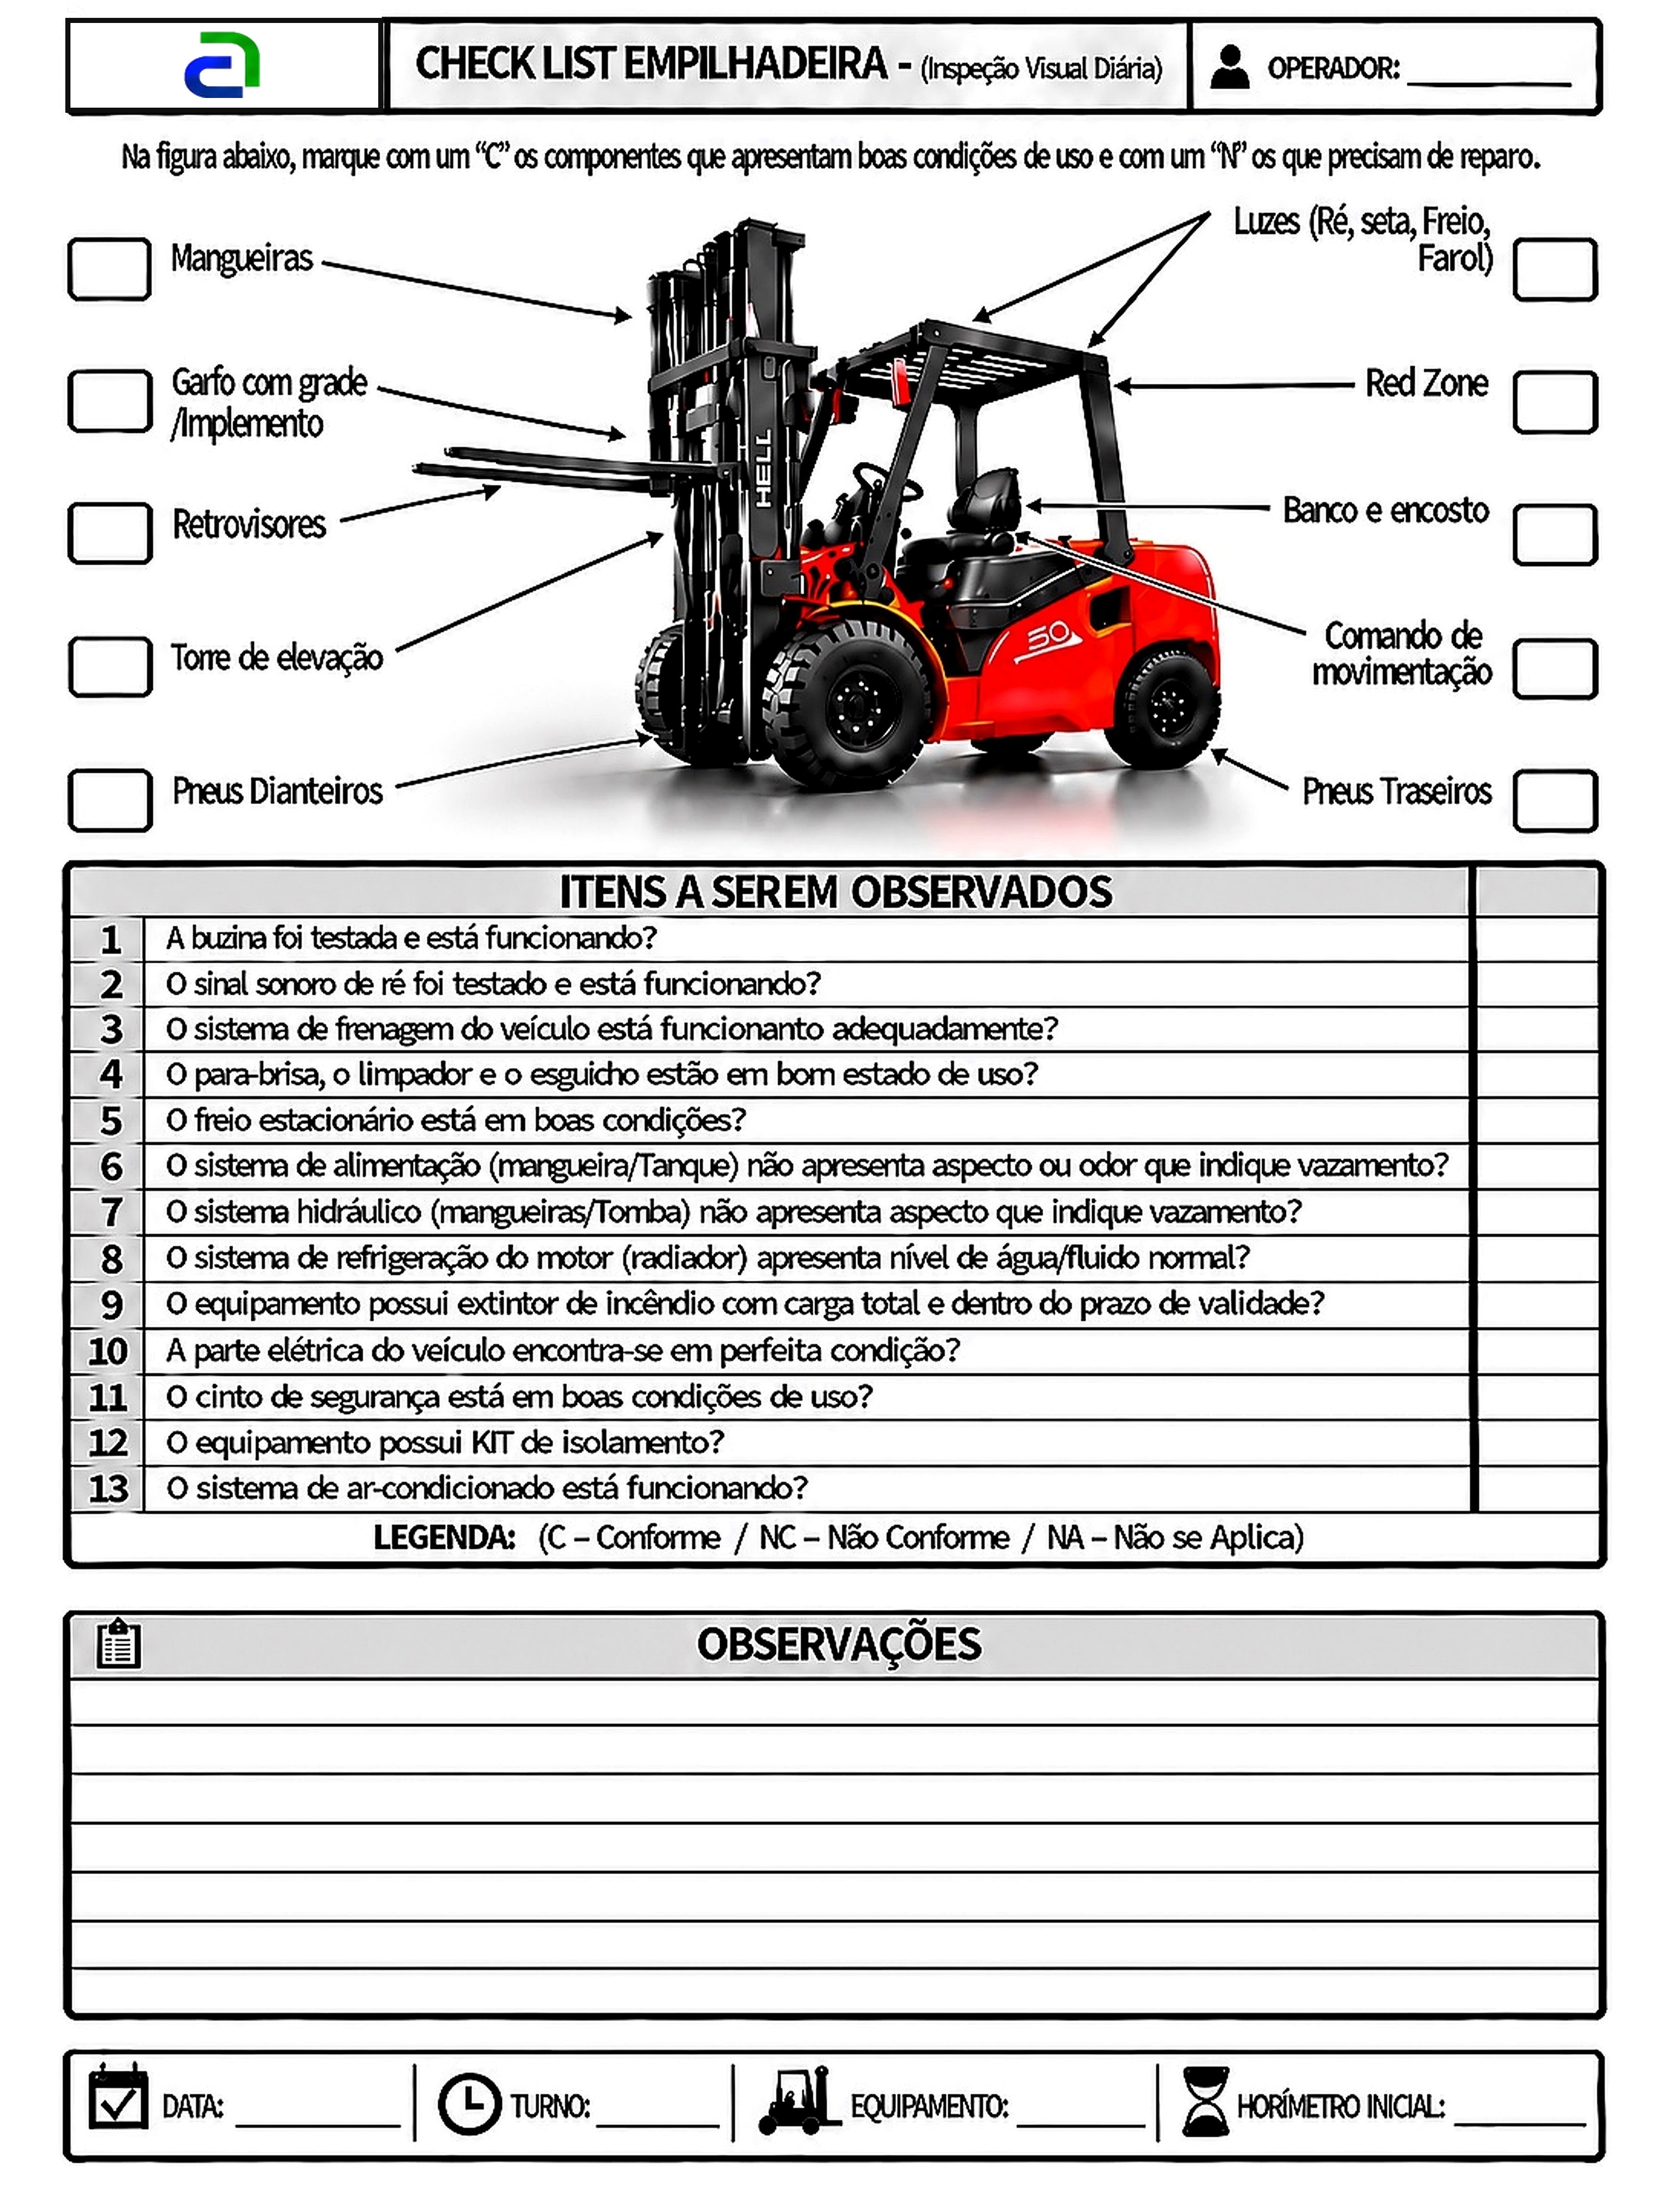 CHECK LIST EMPILHADEIRA - (Inspeção Visual Diária)
OPERADOR:
Na figura abaixo, marque com um “C” os componentes que apresentam boas condições de uso e com um “N” os que precisam de reparo.
Mangueiras
Garfo com grade
/Implemento
Retrovisores
Torre de elevação
Pneus Dianteiros
HELI
50
Luzes (Ré, seta, Freio,
Farol)
Red Zone
Banco e encosto
Comando de
movimentação
Pneus Traseiros
ITENS A SEREM OBSERVADOS
1 A buzina foi testada e está funcionando?
2 O sinal sonoro de ré foi testado e está funcionando?
3 O sistema de frenagem do veículo está funcionanto adequadamente?
4 O para-brisa, o limpador e o esguicho estão em bom estado de uso?
5 O freio estacionário está em boas condições?
6 O sistema de alimentação (mangueira/Tanque) não apresenta aspecto ou odor que indique vazamento?
7 O sistema hidráulico (mangueiras/Tomba) não apresenta aspecto que indique vazamento?
8 O sistema de refrigeração do motor (radiador) apresenta nível de água/fluido normal?
9 O equipamento possui extintor de incêndio com carga total e dentro do prazo de validade?
10 A parte elétrica do veículo encontra-se em perfeita condição?
11 O cinto de segurança está em boas condições de uso?
12 O equipamento possui KIT de isolamento?
13 O sistema de ar-condicionado está funcionando?
LEGENDA: (C – Conforme / NC – Não Conforme / NA – Não se Aplica)
OBSERVAÇÕES
DATA:
TURNO:
EQUIPAMENTO:
HORÍMETRO INICIAL: